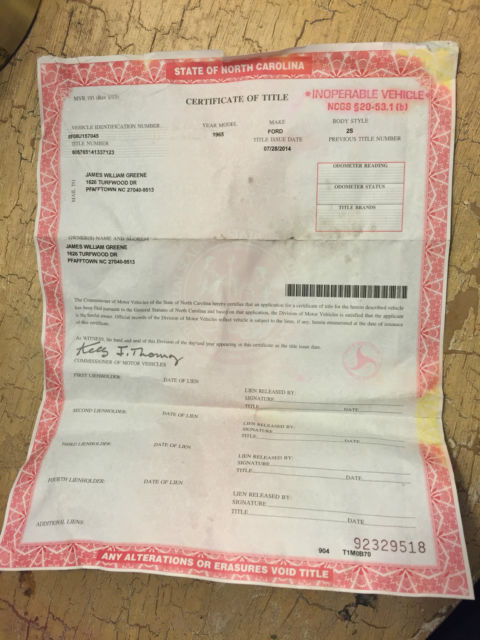 STATE OF NORTH CAROLINA
MVR 191 (Rev 1/03)
CERTIFICATE OF TITLE
*INOPERABLE VEHICLE*
NCGS §20-53.1 (b)
VEHICLE IDENTIFICATION NUMBER YEAR MODEL MAKE BODY STYLE
1965 FORD 2S
TITLE NUMBER TITLE ISSUE DATE PREVIOUS TITLE NUMBER
07/28/2014
ODOMETER READING
MAIL TO
JAMES WILLIAM GREENE
1626 TURFWOOD DR
PFAFFTOWN NC 27040-9513
ODOMETER STATUS
TITLE BRANDS
OWNER(S) NAME AND ADDRESS
JAMES WILLIAM GREENE
1626 TURFWOOD DR
PFAFFTOWN NC 27040-9513
The Commissioner of Motor Vehicles of the State of North Carolina hereby certifies that an application for a certificate of title for the herein described vehicle
has been filed pursuant to the General Statutes of North Carolina and based on that application, the Division of Motor Vehicles is satisfied that the applicant
is the lawful owner. Official records of the Division of Motor Vehicles reflect vehicle is subject to the liens, if any, herein enumerated at the date of issuance
of this certificate.
As WITNESS, his hand and seal of this Division of the day and year appearing in this certificate as the title issue date.
Kelly J. Thomas
COMMISSIONER OF MOTOR VEHICLES
FIRST LIENHOLDER: DATE OF LIEN LIEN RELEASED BY:
SIGNATURE
TITLE DATE
SECOND LIENHOLDER: DATE OF LIEN LIEN RELEASED BY:
SIGNATURE
TITLE DATE
THIRD LIENHOLDER: DATE OF LIEN LIEN RELEASED BY:
SIGNATURE
TITLE DATE
FOURTH LIENHOLDER: DATE OF LIEN LIEN RELEASED BY:
SIGNATURE
TITLE DATE
ADDITIONAL LIENS:
92329518
904 T1M0B70
ANY ALTERATIONS OR ERASURES VOID TITLE